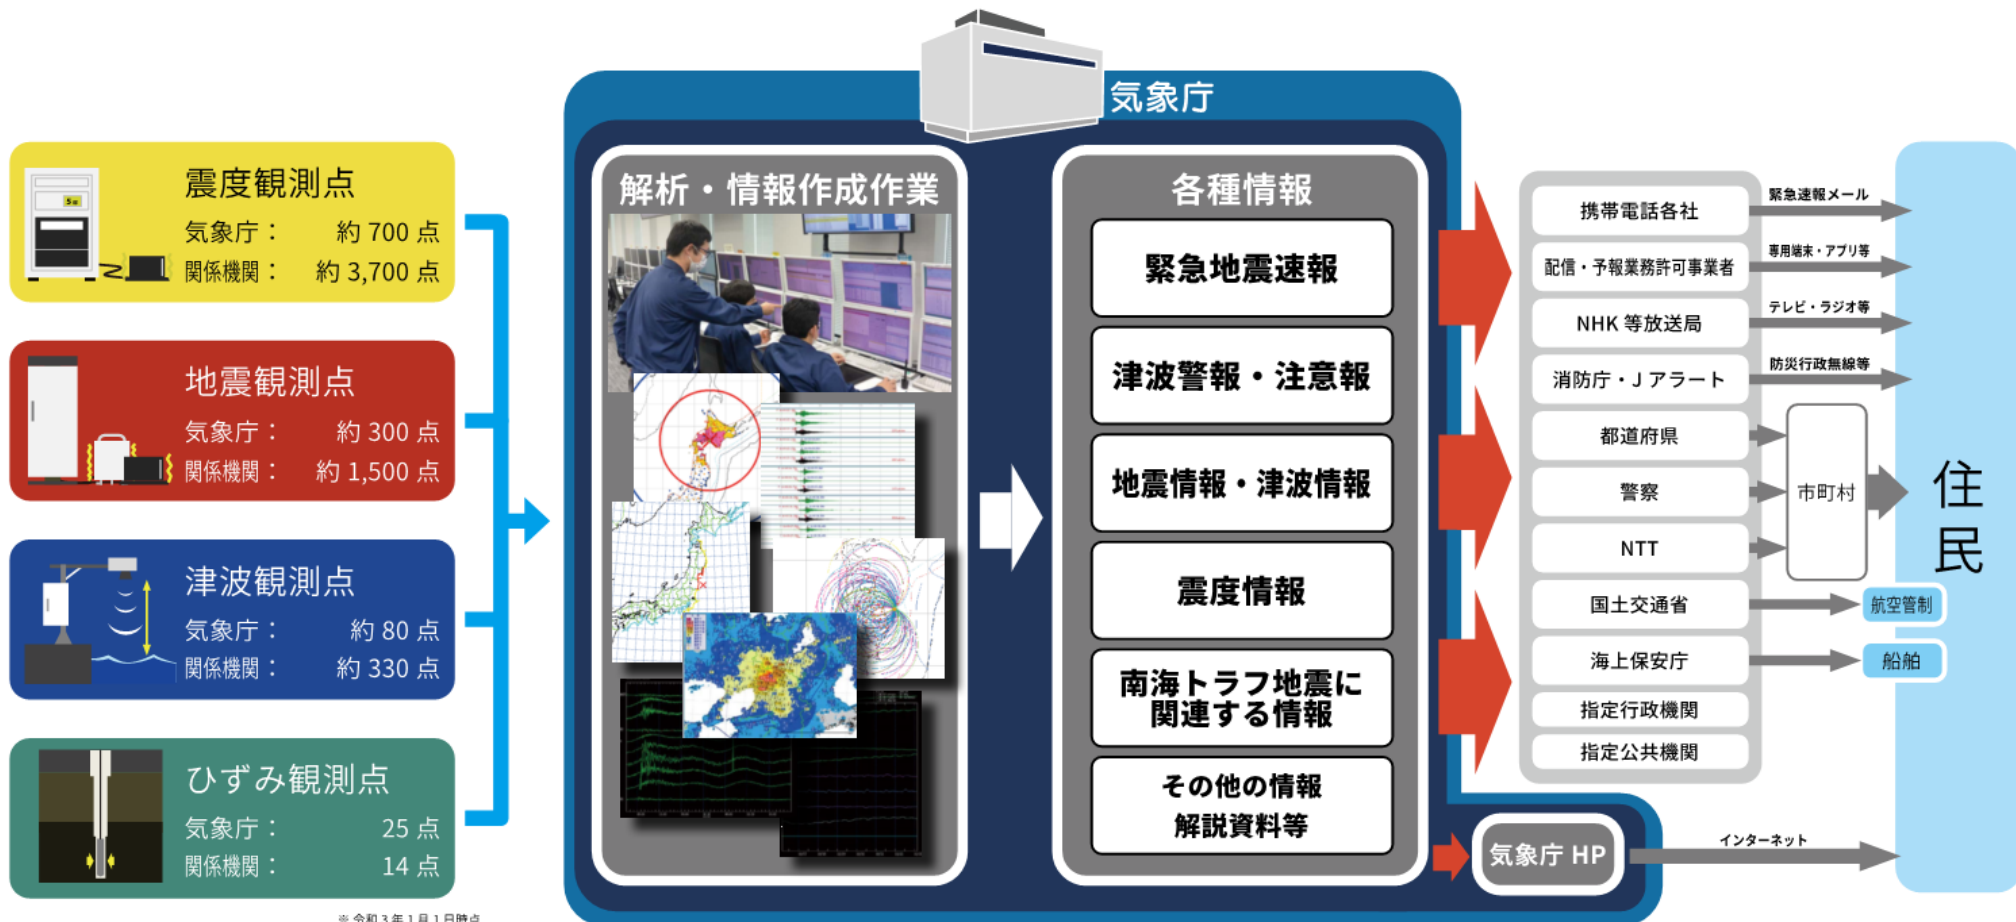 気象庁
震度観測点
気象庁： 約 700 点
関係機関： 約 3,700 点
地震観測点
気象庁： 約 300 点
関係機関： 約 1,500 点
津波観測点
気象庁： 約 80 点
関係機関： 約 330 点
ひずみ観測点
気象庁： 25 点
関係機関： 14 点
※ 令和 3 年 1 月 1 日時点
解析・情報作成作業
各種情報
緊急地震速報
津波警報・注意報
地震情報・津波情報
震度情報
南海トラフ地震に
関連する情報
その他の情報
解説資料等
気象庁 HP
携帯電話各社
配信・予報業務許可事業者
NHK 等放送局
消防庁・J アラート
都道府県
警察
NTT
国土交通省
海上保安庁
指定行政機関
指定公共機関
緊急速報メール
専用端末・アプリ等
テレビ・ラジオ等
防災行政無線等
市町村
航空管制
船舶
インターネット
住民